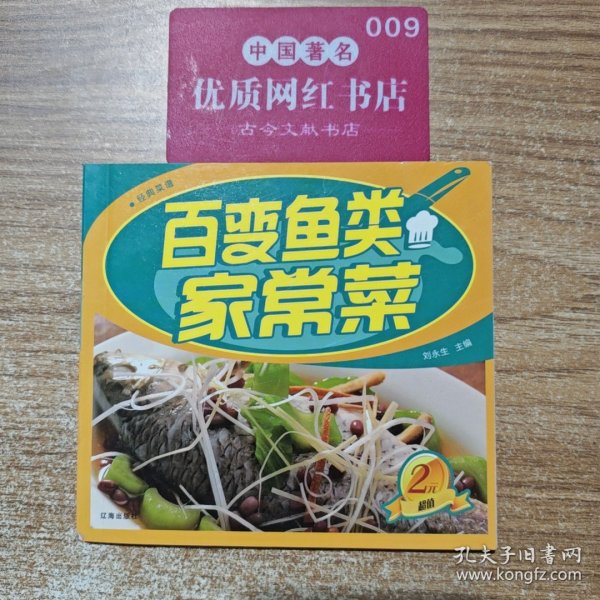 009
中国著名
优质网红书店
古今文献书店
•经典菜谱
百变鱼类
家常菜
刘永生 主编
2元
超值
辽海出版社
孔夫子旧书网
www.kongfz.com